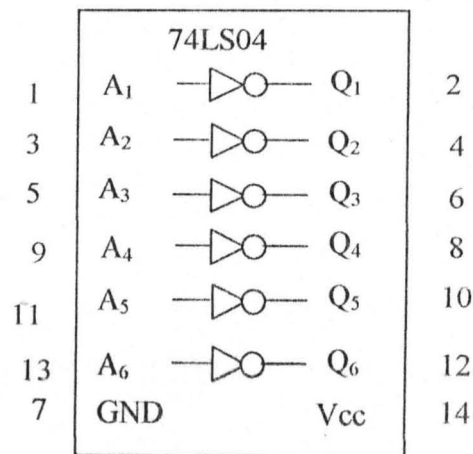 74LS04
1 A₁ Q₁ 2
3 A₂ Q₂ 4
5 A₃ Q₃ 6
9 A₄ Q₄ 8
11 A₅ Q₅ 10
13 A₆ Q₆ 12
7 GND Vcc 14